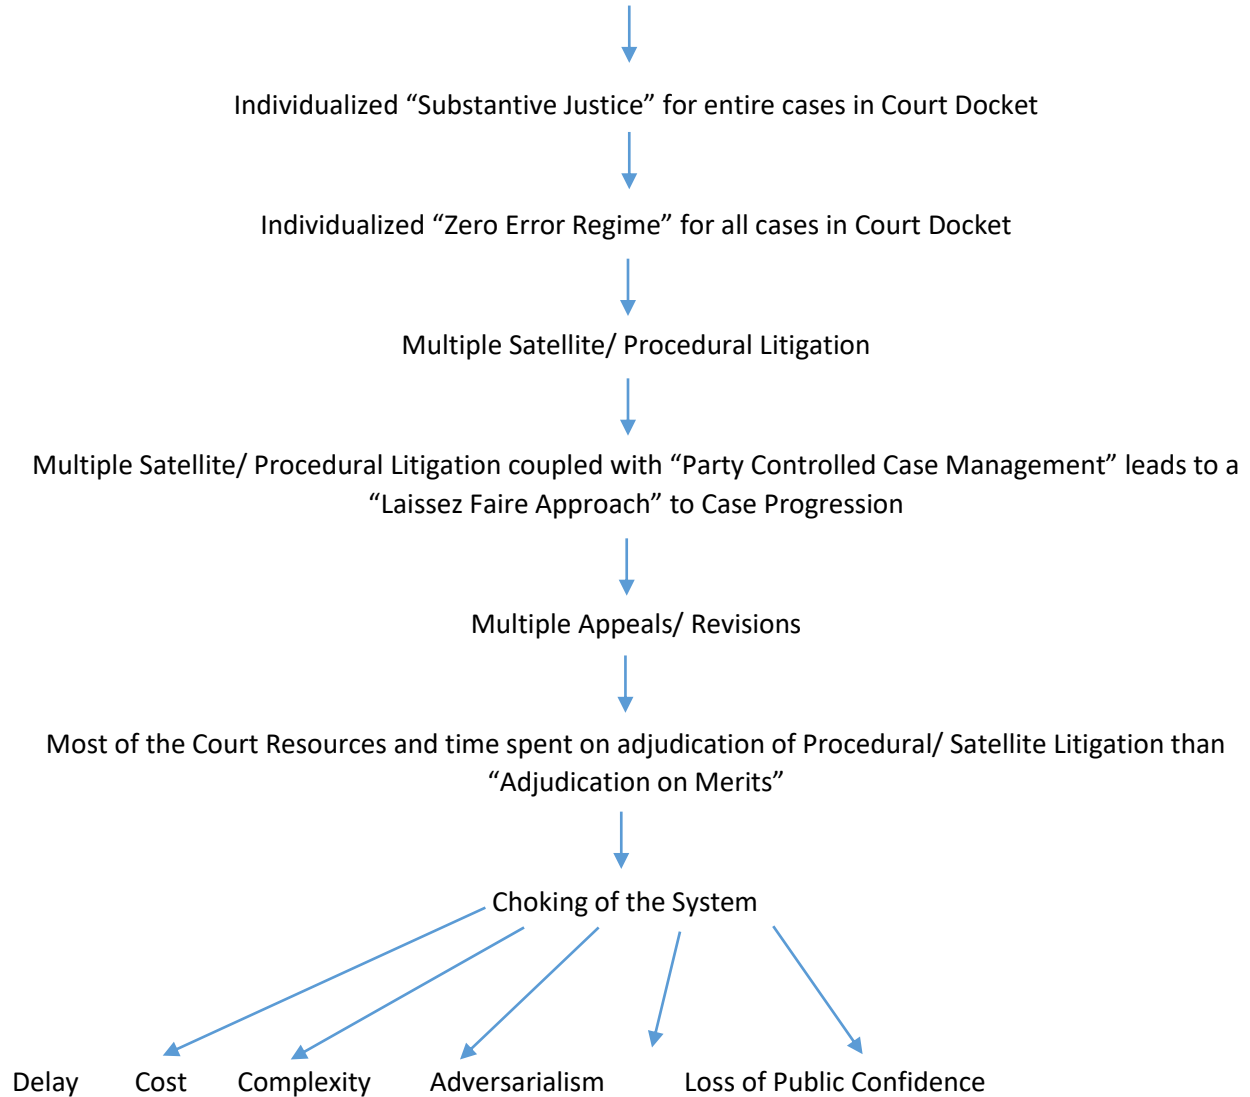 Individualized “Substantive Justice” for entire cases in Court Docket
Individualized “Zero Error Regime” for all cases in Court Docket
Multiple Satellite/ Procedural Litigation
Multiple Satellite/ Procedural Litigation coupled with “Party Controlled Case Management” leads to a
“Laissez Faire Approach” to Case Progression
Multiple Appeals/ Revisions
Most of the Court Resources and time spent on adjudication of Procedural/ Satellite Litigation than
“Adjudication on Merits”
Choking of the System
Delay Cost Complexity Adversarialism Loss of Public Confidence